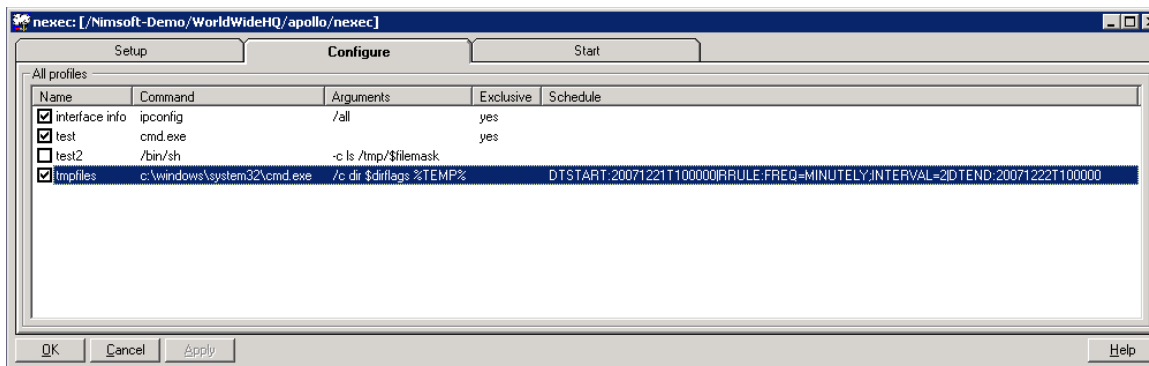 nexec: [/Nimsoft-Demo/WorldWideHQ/apollo/nexec]
Setup Configure Start
All profiles
Name Command Arguments Exclusive Schedule
interface info ipconfig /all yes
test cmd.exe yes
test2 /bin/sh -c ls /tmp/$filemask
tmpfiles c:\windows\system32\cmd.exe /c dir $dirflags %TEMP% DTSTART:20071221T100000|RRULE:FREQ=MINUTELY;INTERVAL=2|DTEND:20071222T100000
OK Cancel Apply Help